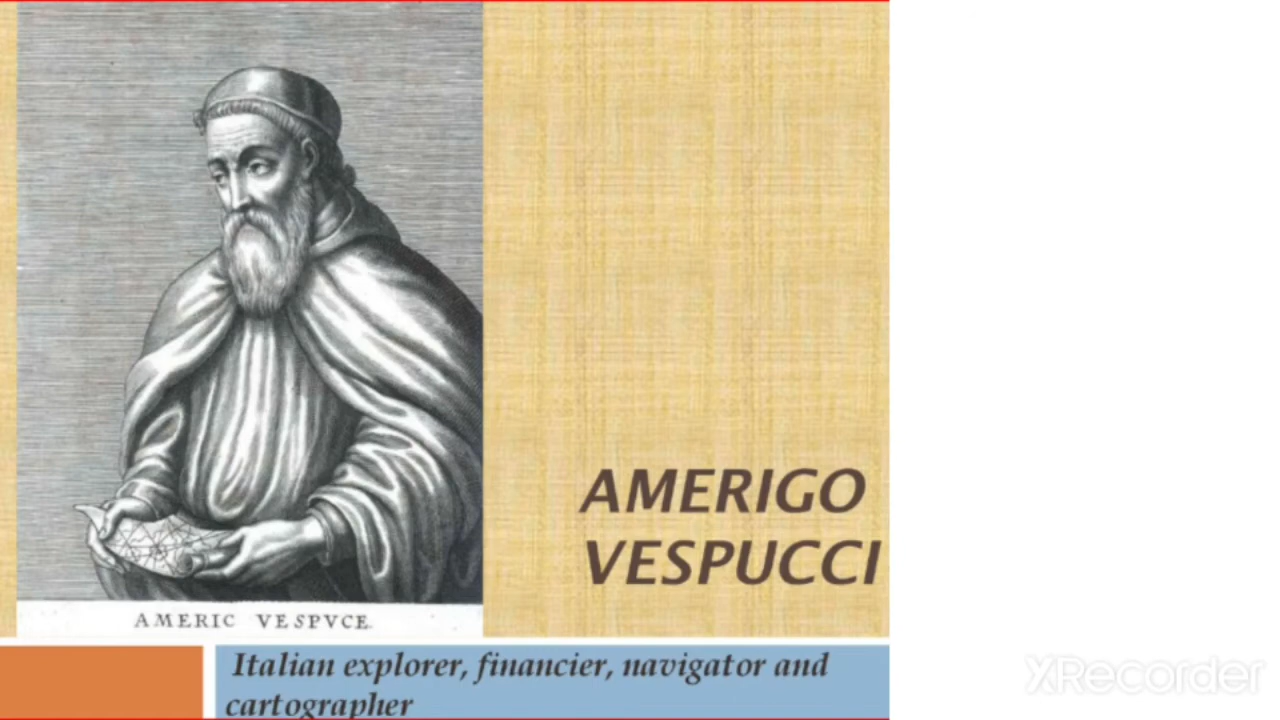 AMERIGO
VESPUCCI
AMERIC VESPVCE.
Italian explorer, financier, navigator and
cartographer
XRecorder